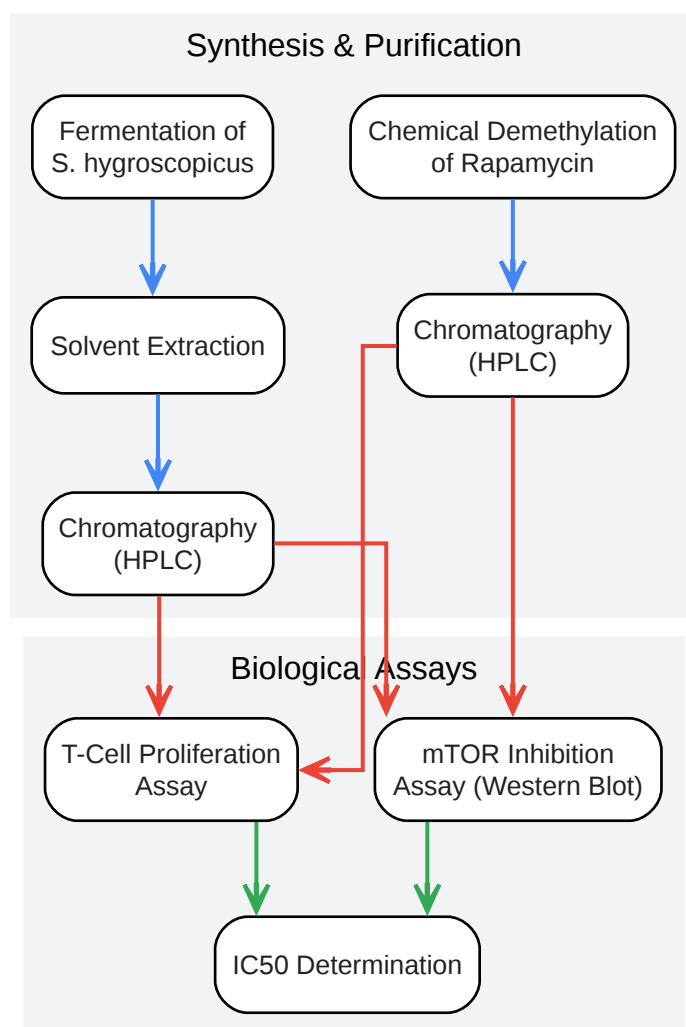 Synthesis & Purification
Fermentation of
S. hygroscopicus
Chemical Demethylation
of Rapamycin
Solvent Extraction
Chromatography
(HPLC)
Chromatography
(HPLC)
Biological Assays
T-Cell Proliferation
Assay
mTOR Inhibition
Assay (Western Blot)
IC50 Determination